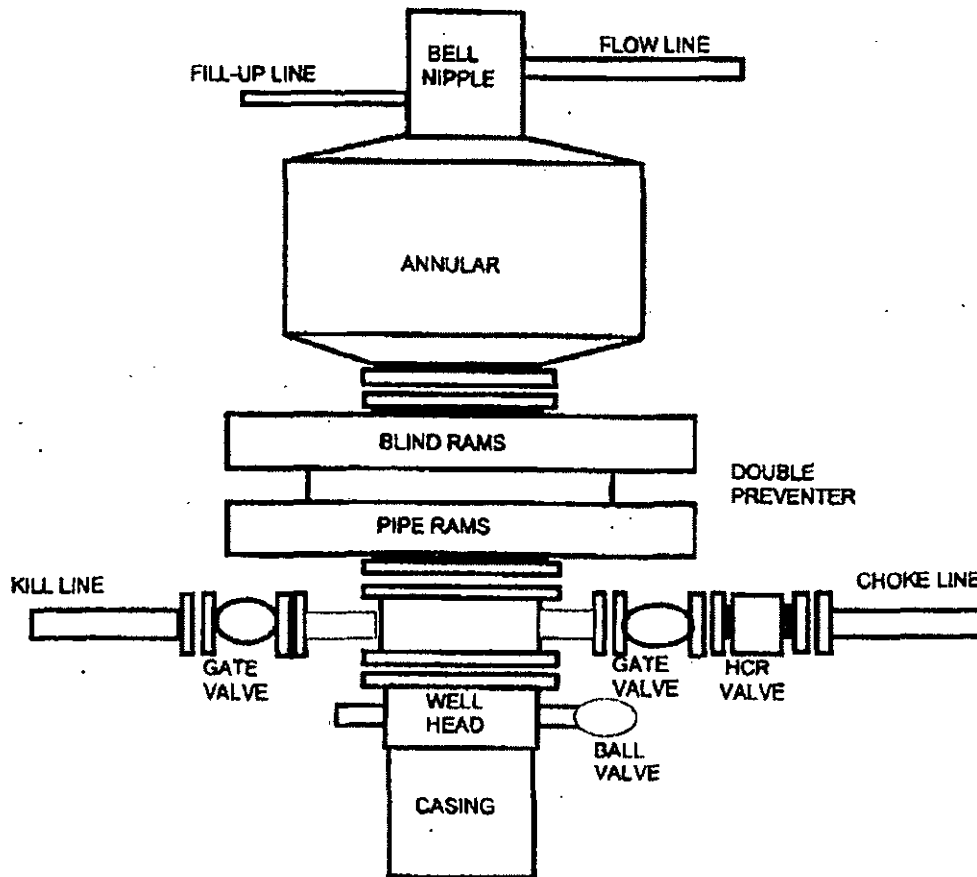 BELL
NIPPLE
FLOW LINE
FILL-UP LINE
ANNULAR
BLIND RAMS
DOUBLE
PREVENTER
PIPE RAMS
KILL LINE
CHOKE LINE
GATE
VALVE
GATE
VALVE
HCR
VALVE
WELL
HEAD
BALL
VALVE
CASING